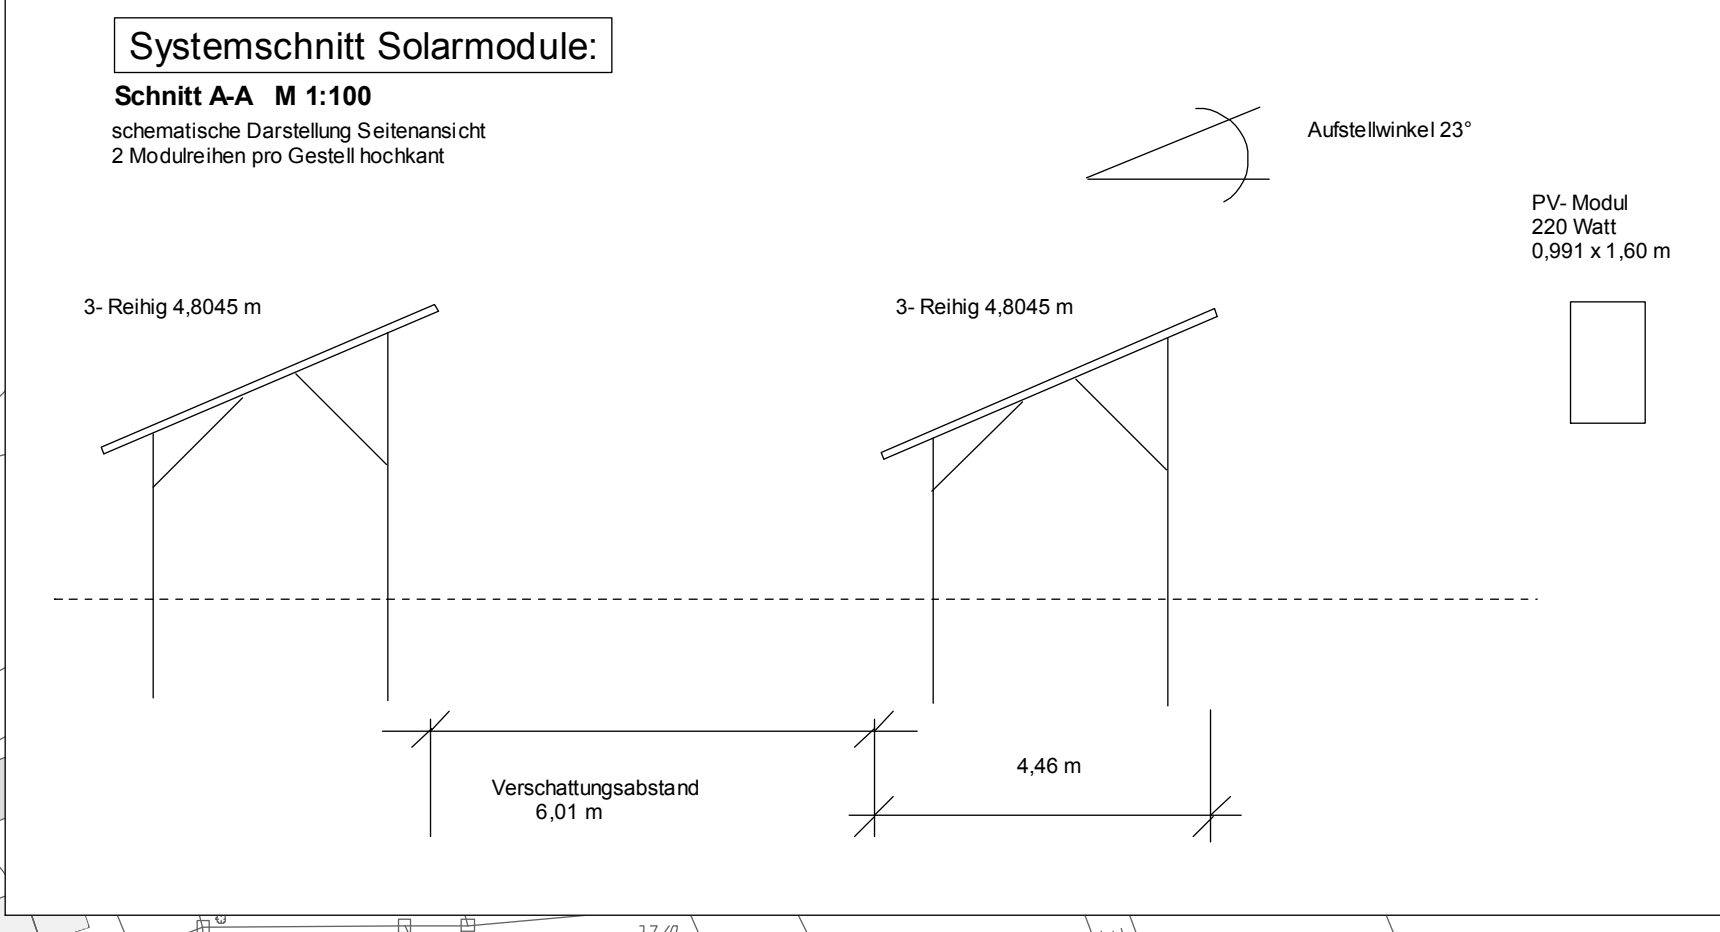 Systemschnitt Solarmodule:
Schnitt A-A M 1:100
schematische Darstellung Seitenansicht
2 Modulreihen pro Gestell hochkant
Aufstellwinkel 23°
PV- Modul
220 Watt
0,991 x 1,60 m
3- Reihig 4,8045 m
3- Reihig 4,8045 m
4,46 m
Verschattungsabstand
6,01 m